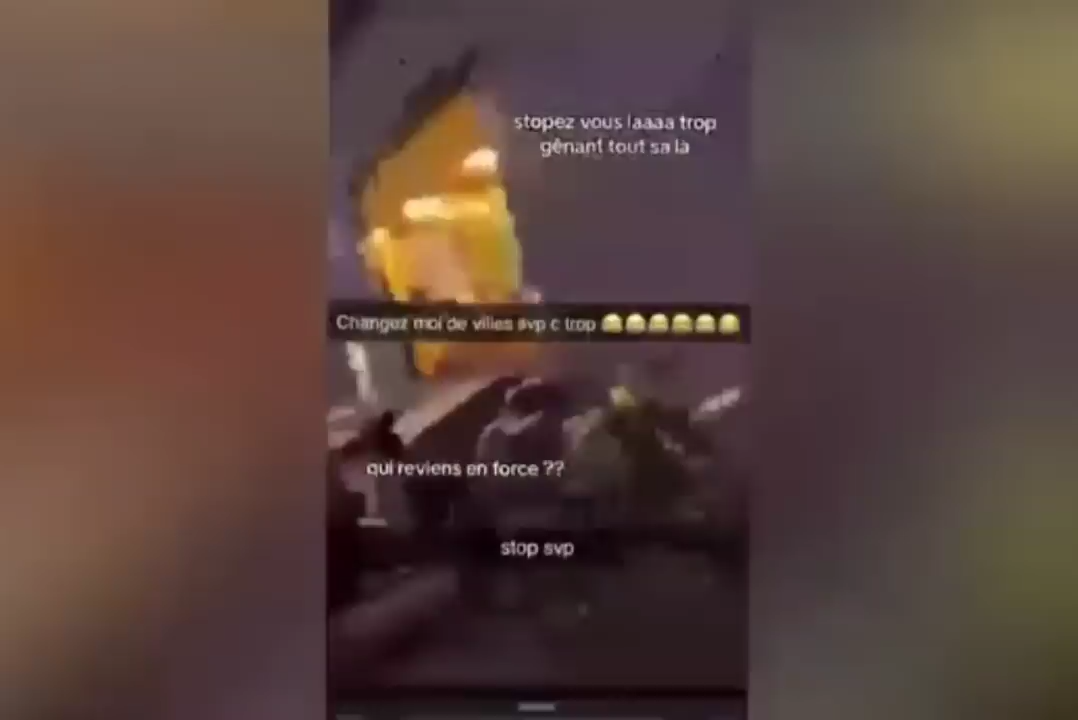 stopez vous laaaa trop
gênant tout sa la
Changez moi de villes svp c trop 😂😂😂😂😂😂
qui reviens en force ??
stop svp